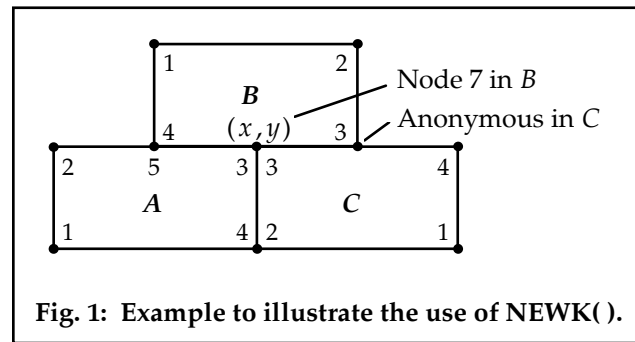 1 2
B
Node 7 in B
4 (x,y) 3
Anonymous in C
2 5 3 3 4
A C
1 4 2 1
Fig. 1: Example to illustrate the use of NEWK( ).